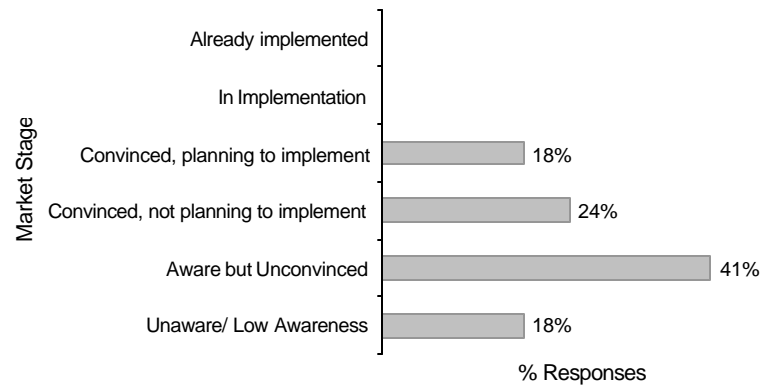 Market Stage
Already implemented
In Implementation
Convinced, planning to implement 18%
Convinced, not planning to implement 24%
Aware but Unconvinced 41%
Unaware/ Low Awareness 18%
% Responses